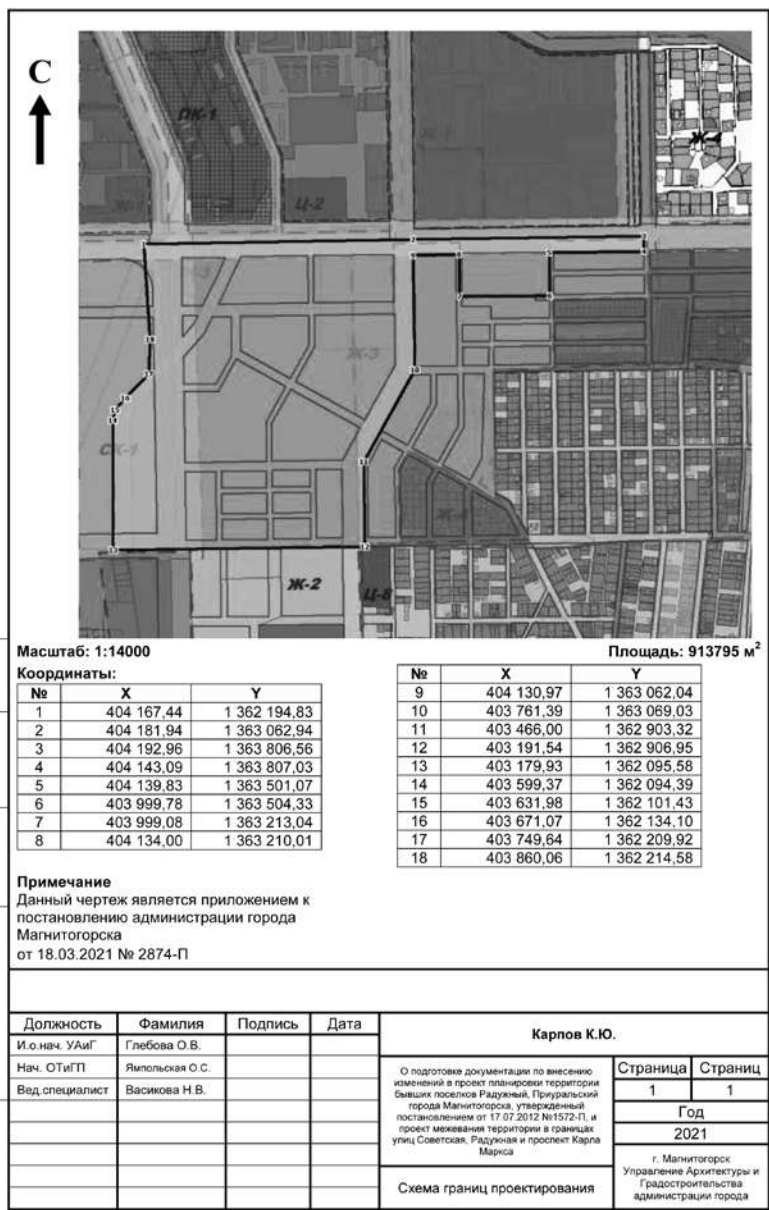 С
ПК-1
Ц-2
Ж-4
Ж-3
СК-1
Ж-2
Ц-8
Масштаб: 1:14000
Площадь: 913795 м²
Координаты:
№ X Y
1 404 167,44 1 362 194,83
2 404 181,94 1 363 062,94
3 404 192,96 1 363 806,56
4 404 143,09 1 363 807,03
5 404 139,83 1 363 501,07
6 403 999,78 1 363 504,33
7 403 999,08 1 363 213,04
8 404 134,00 1 363 210,01
№ X Y
9 404 130,97 1 363 062,04
10 403 761,39 1 363 069,03
11 403 466,00 1 362 903,32
12 403 191,54 1 362 906,95
13 403 179,93 1 362 095,58
14 403 599,37 1 362 094,39
15 403 631,98 1 362 101,43
16 403 671,07 1 362 134,10
17 403 749,64 1 362 209,92
18 403 860,06 1 362 214,58
Примечание
Данный чертеж является приложением к
постановлению администрации города
Магнитогорска
от 18.03.2021 № 2874-П
Должность Фамилия Подпись Дата
И.о.нач. УАиГ Глебова О.В.
Нач. ОТиГП Ямпольская О.С.
Вед.специалист Васикова Н.В.
Карпов К.Ю.
О подготовке документации по внесению
изменений в проект планировки территории
бывших поселков Радужный, Приуральский
города Магнитогорска, утвержденный
постановлением от 17.07.2012 №1572-П, и
проект межевания территории в границах
улиц Советская, Радужная и проспект Карла
Маркса
Схема границ проектирования
Страница Страниц
1 1
Год
2021
г. Магнитогорск
Управление Архитектуры и
Градостроительства
администрации города